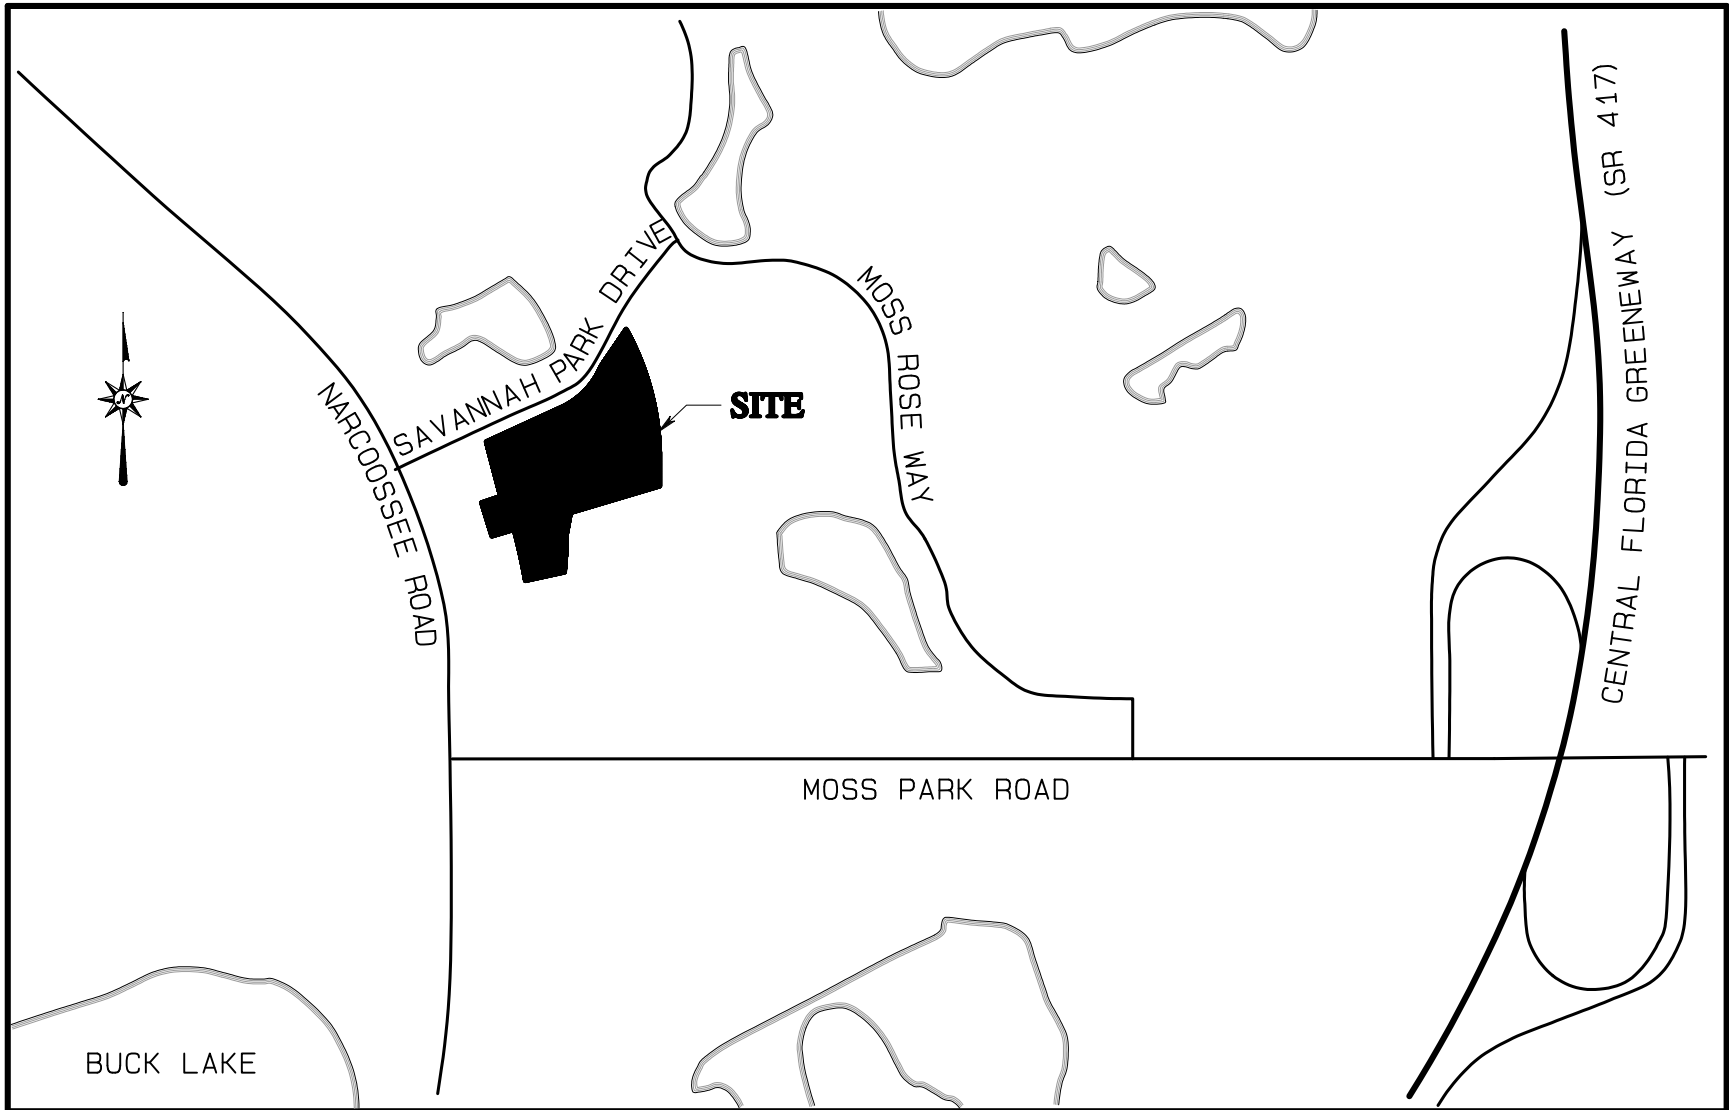 CENTRAL FLORIDA GREENEWAY (SR 417)
SAVANNAH PARK DRIVE
MOSS ROSE WAY
N
SITE
NARCOOSSEE ROAD
MOSS PARK ROAD
BUCK LAKE